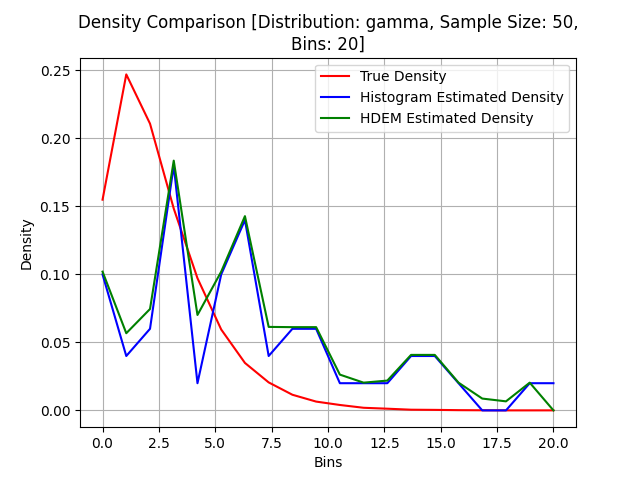 Density Comparison [Distribution: gamma, Sample Size: 50,
Bins: 20]
True Density
Histogram Estimated Density
HDEM Estimated Density
Density
0.25
0.20
0.15
0.10
0.05
0.00
0.0 2.5 5.0 7.5 10.0 12.5 15.0 17.5 20.0
Bins